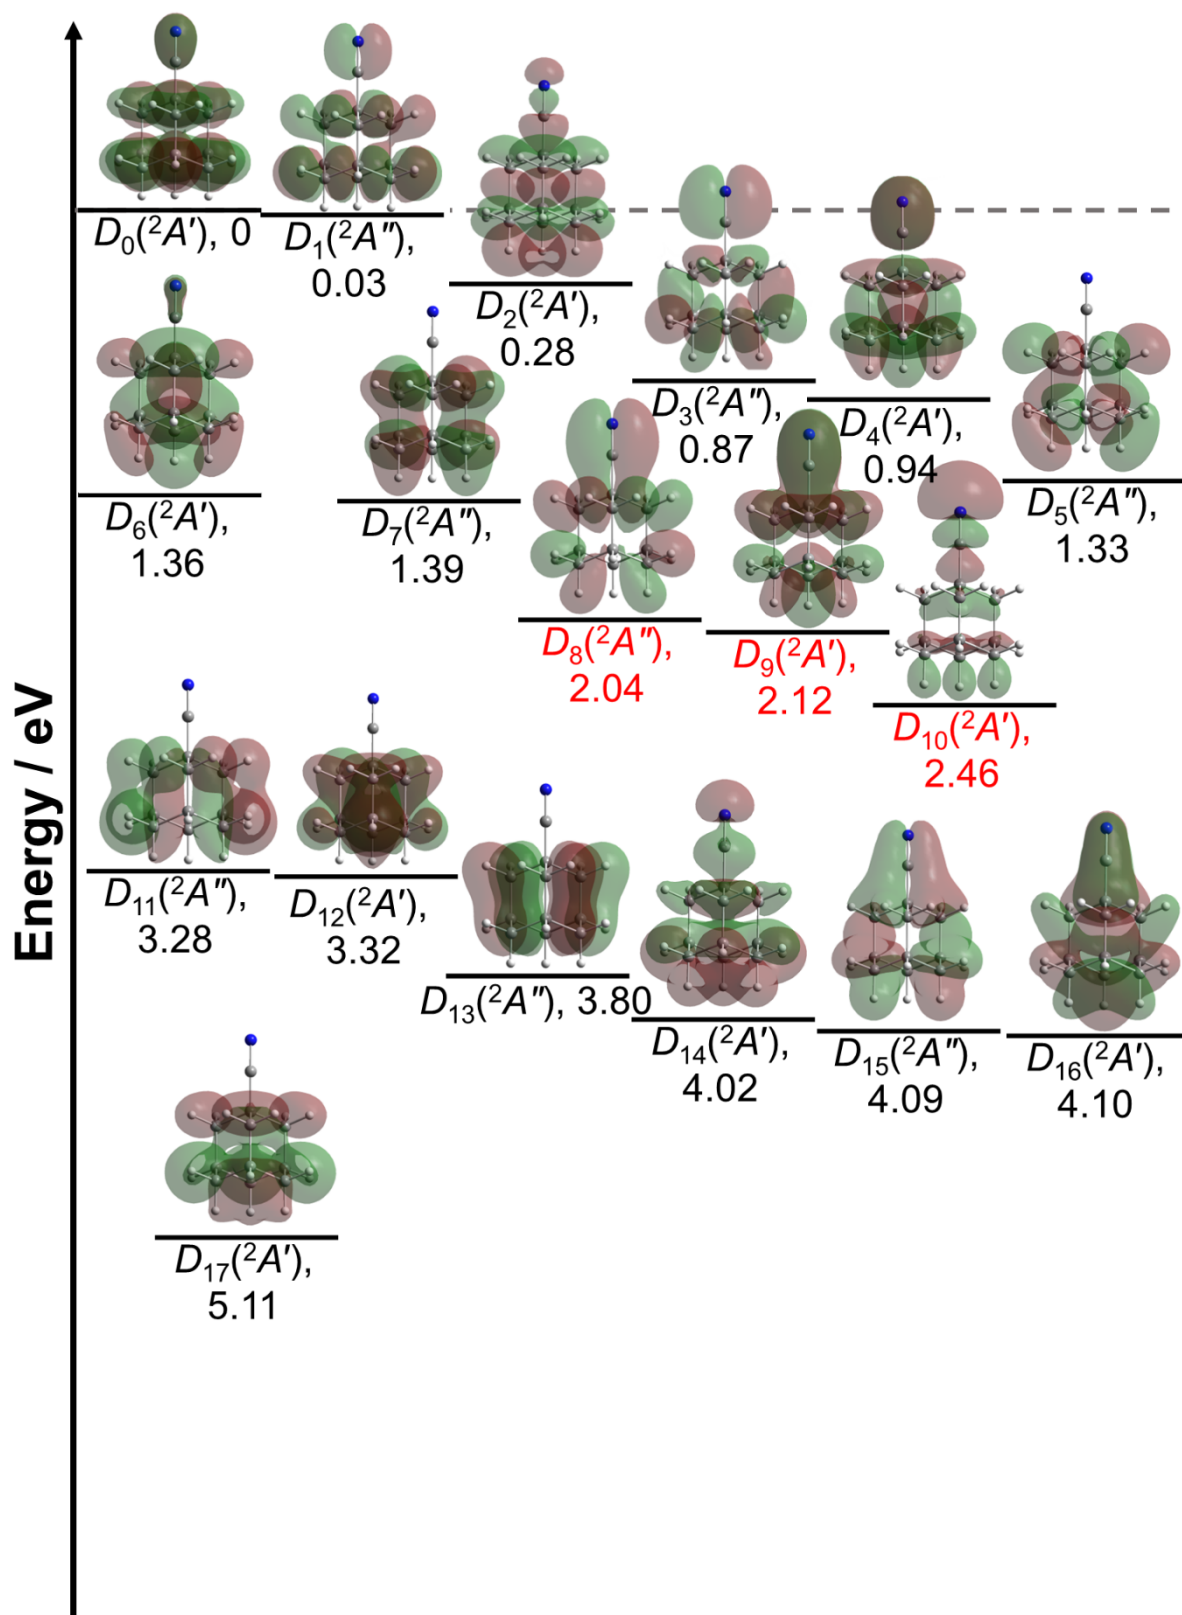 Energy / eV
D₀(²A′), 0
D₁(²A″),
0.03
D₂(²A′),
0.28
D₃(²A″),
0.87
D₄(²A′),
0.94
D₅(²A″),
1.33
D₆(²A′),
1.36
D₇(²A″),
1.39
D₈(²A″),
2.04
D₉(²A′),
2.12
D₁₀(²A′),
2.46
D₁₁(²A″),
3.28
D₁₂(²A′),
3.32
D₁₃(²A″), 3.80
D₁₄(²A′),
4.02
D₁₅(²A″),
4.09
D₁₆(²A′),
4.10
D₁₇(²A′),
5.11